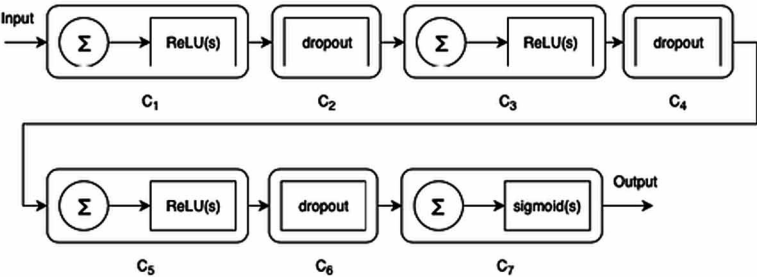 Input
Σ ReLU(s) dropout Σ ReLU(s) dropout
C1 C2 C3 C4
Output
Σ ReLU(s) dropout Σ sigmoid(s)
C5 C6 C7